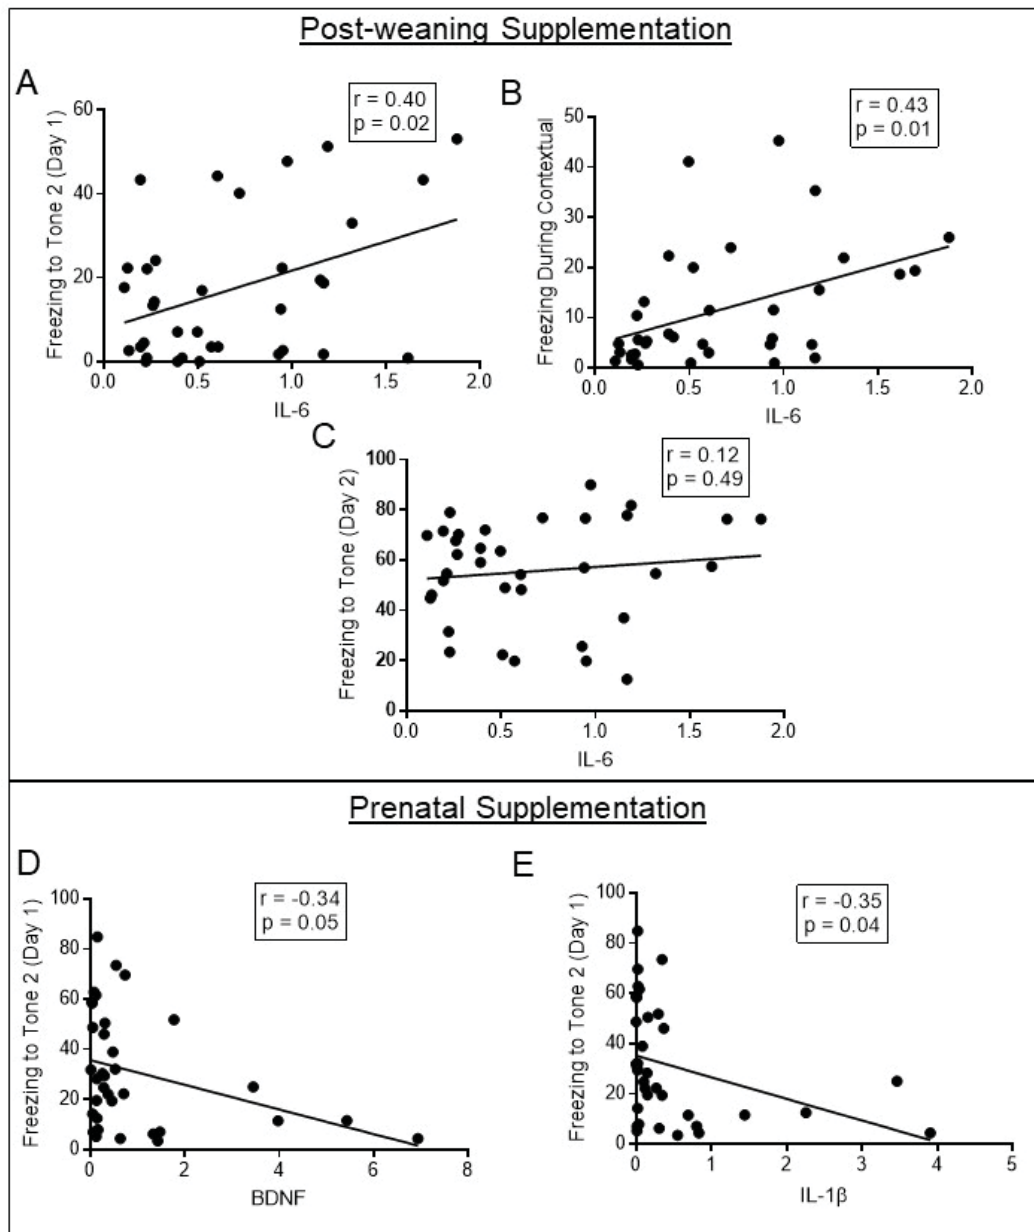 Post-weaning Supplementation
A
r = 0.40
p = 0.02
Freezing to Tone 2 (Day 1)
60
40
20
0
0.0 0.5 1.0 1.5 2.0
IL-6
B
r = 0.43
p = 0.01
Freezing During Contextual
50
40
30
20
10
0
0.0 0.5 1.0 1.5 2.0
IL-6
C
r = 0.12
p = 0.49
Freezing to Tone (Day 2)
100
80
60
40
20
0
0.0 0.5 1.0 1.5 2.0
IL-6
Prenatal Supplementation
D
r = -0.34
p = 0.05
Freezing to Tone 2 (Day 1)
100
80
60
40
20
0
0 2 4 6 8
BDNF
E
r = -0.35
p = 0.04
Freezing to Tone 2 (Day 1)
100
80
60
40
20
0
0 1 2 3 4 5
IL-1β